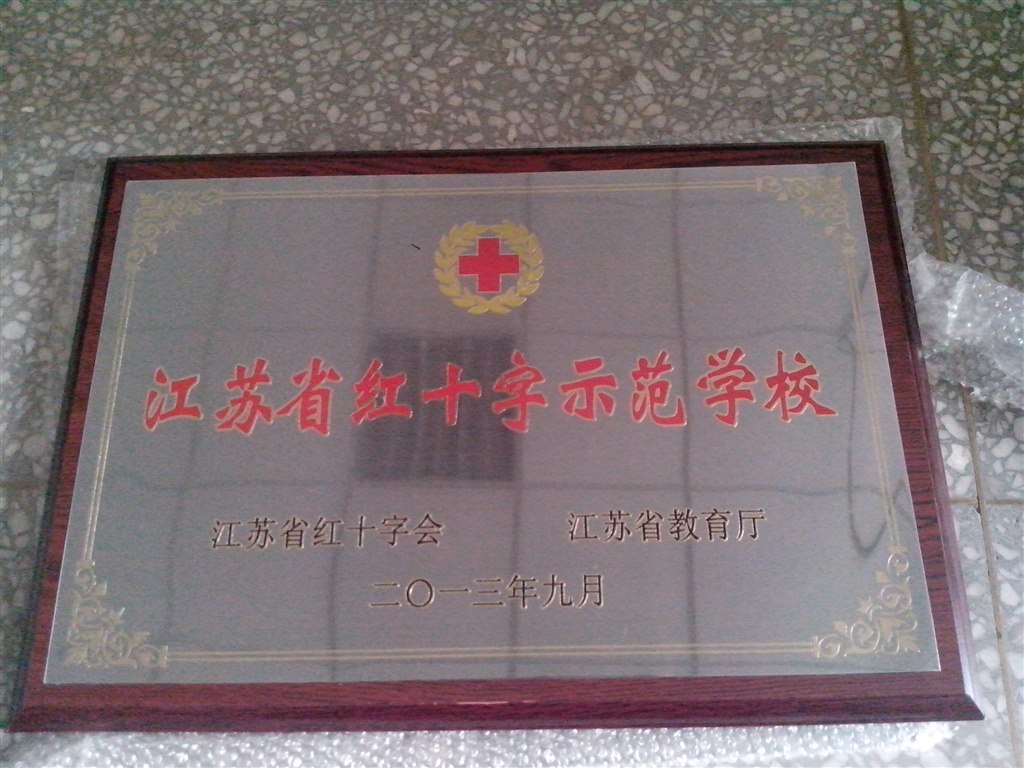 江苏省红十字示范学校
江苏省红十字会 江苏省教育厅
二〇一三年九月